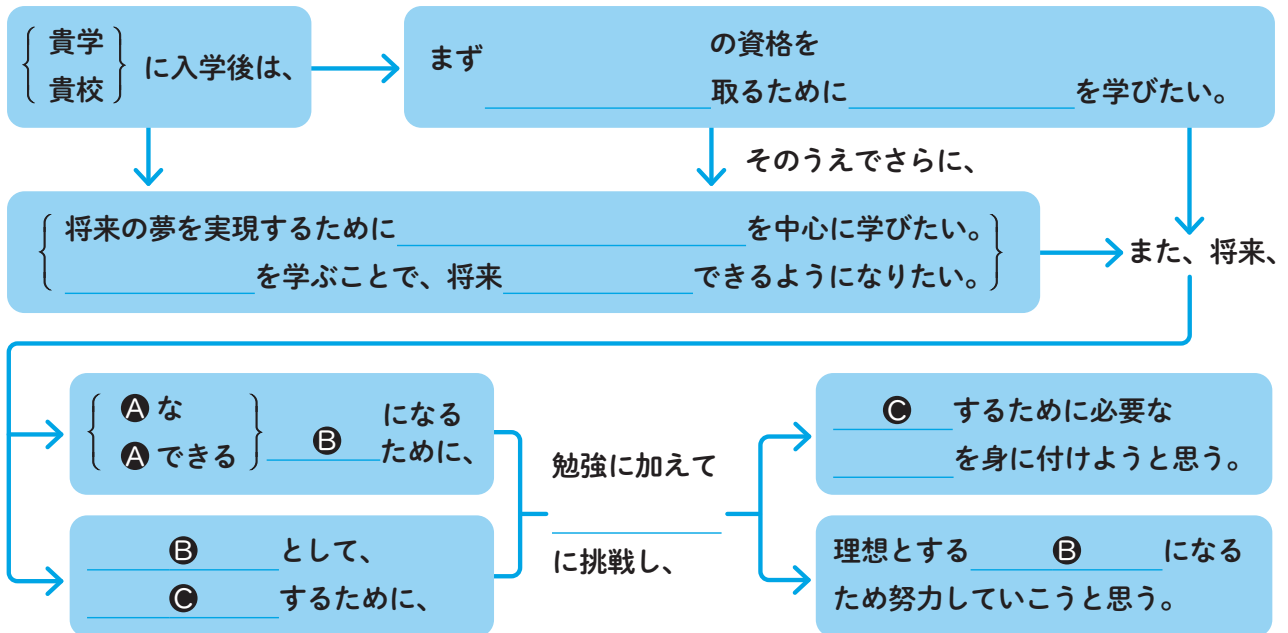 貴学
貴校
に入学後は、
まず
の資格を
取るために
を学びたい。
そのうえでさらに、
将来の夢を実現するために
を中心に学びたい。
を学ぶことで、将来
できるようになりたい。
また、将来、
Aな
Aできる
B
になる
ために、
B
として、
C
するために、
勉強に加えて
に挑戦し、
C
するために必要な
を身に付けようと思う。
理想とする
B
になる
ため努力していこうと思う。